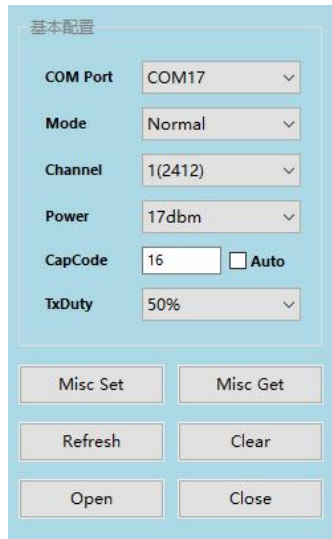 基本配置
COM Port COM17
Mode Normal
Channel 1(2412)
Power 17dbm
CapCode 16 Auto
TxDuty 50%
Misc Set Misc Get
Refresh Clear
Open Close